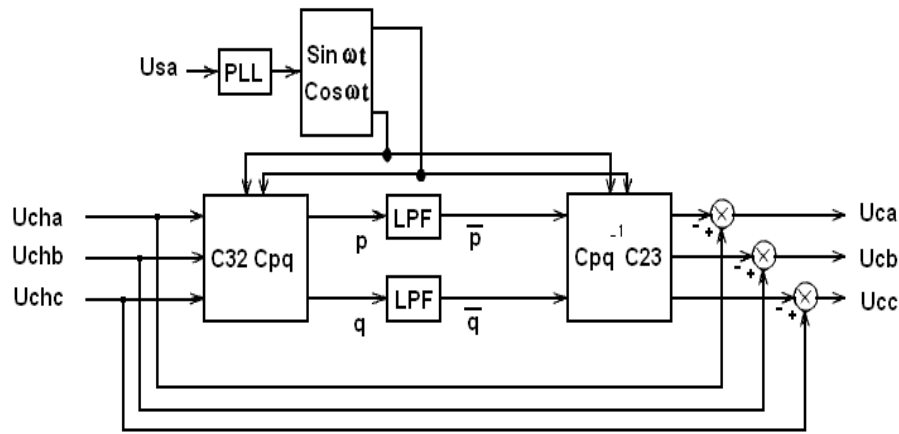 Usa
PLL
Sin ωt
Cosωt
Ucha
Uchb
Uchc
C32 Cpq
p
q
LPF
LPF
p̅
q̅
Cpq⁻¹ C23
- +
- +
- +
Uca
Ucb
Ucc